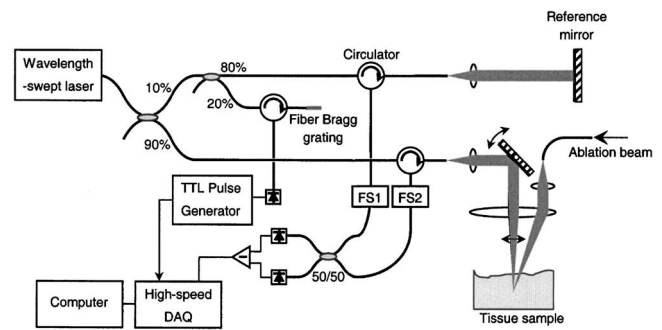 Reference
mirror
Wavelength
-swept laser
80%
Circulator
10%
20%
Fiber Bragg
grating
90%
Ablation beam
TTL Pulse
Generator
FS1
FS2
50/50
Computer
High-speed
DAQ
Tissue sample